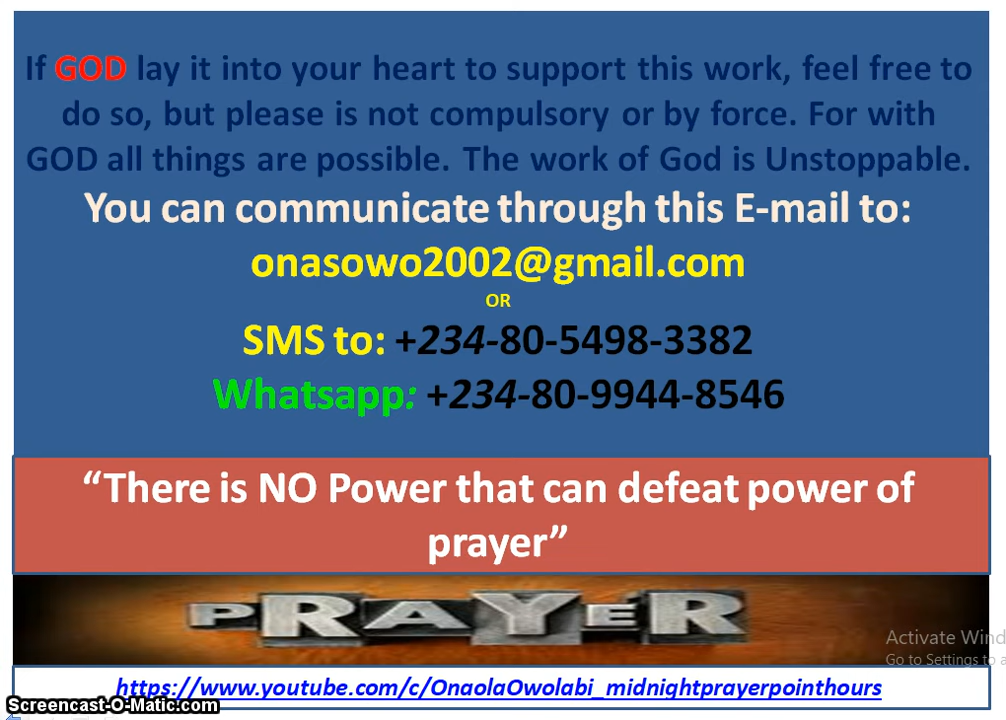 If GOD lay it into your heart to support this work, feel free to
do so, but please is not compulsory or by force. For with
GOD all things are possible. The work of God is Unstoppable.
You can communicate through this E-mail to:
onasowo2002@gmail.com
OR
SMS to: +234-80-5498-3382
Whatsapp: +234-80-9944-8546
“There is NO Power that can defeat power of
prayer”
PRAYER
Activate Wind
Go to Settings to a
https://www.youtube.com/c/OnaolaOwolabi_midnightprayerpointhours
Screencast-O-Matic.com